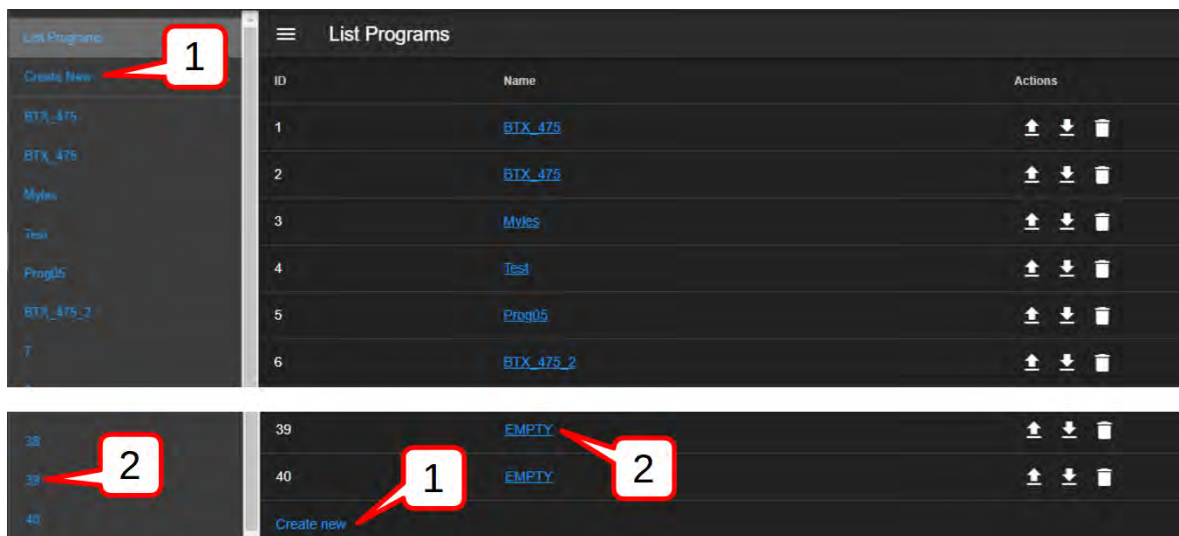 List Programs
Create New
1
BTX_475
BTX_475
Myles
Test
Prog05
BTX_475_2
7
List Programs
ID Name Actions
1 BTX_475
2 BTX_475
3 Myles
4 Test
5 Prog05
6 BTX_475_2
38
39
2
40
39 EMPTY
2
40 EMPTY
1
Create new